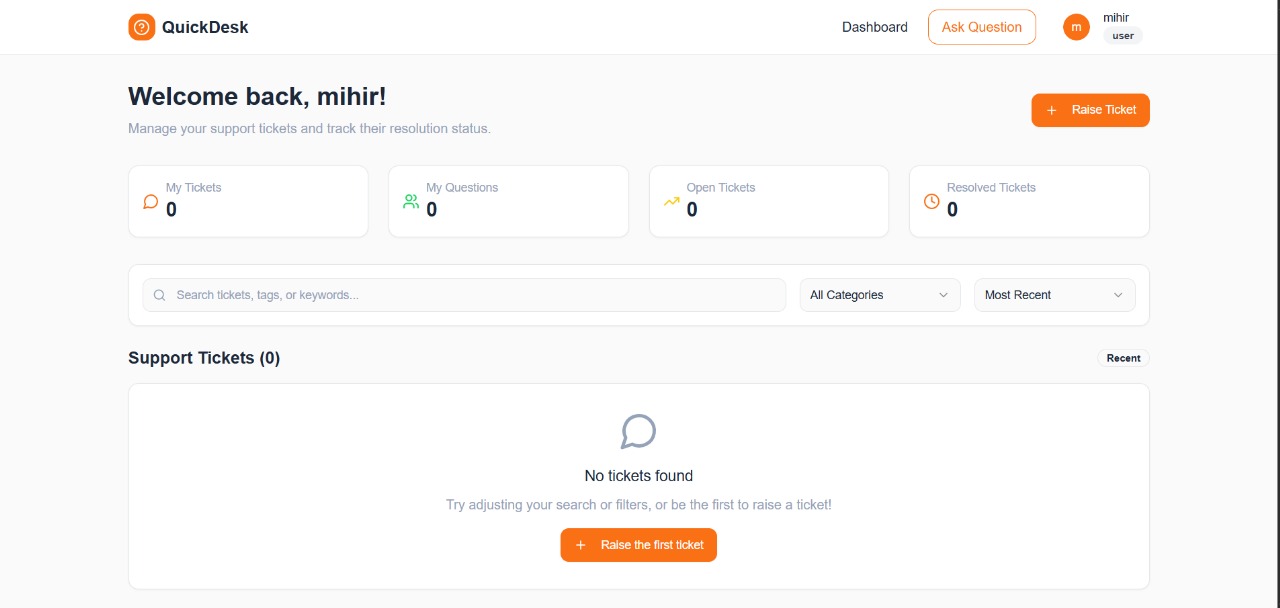 QuickDesk
Dashboard
Ask Question
m
mihir
user
Welcome back, mihir!
Manage your support tickets and track their resolution status.
+ Raise Ticket
My Tickets
0
My Questions
0
Open Tickets
0
Resolved Tickets
0
Search tickets, tags, or keywords...
All Categories
Most Recent
Support Tickets (0)
Recent
No tickets found
Try adjusting your search or filters, or be the first to raise a ticket!
+ Raise the first ticket